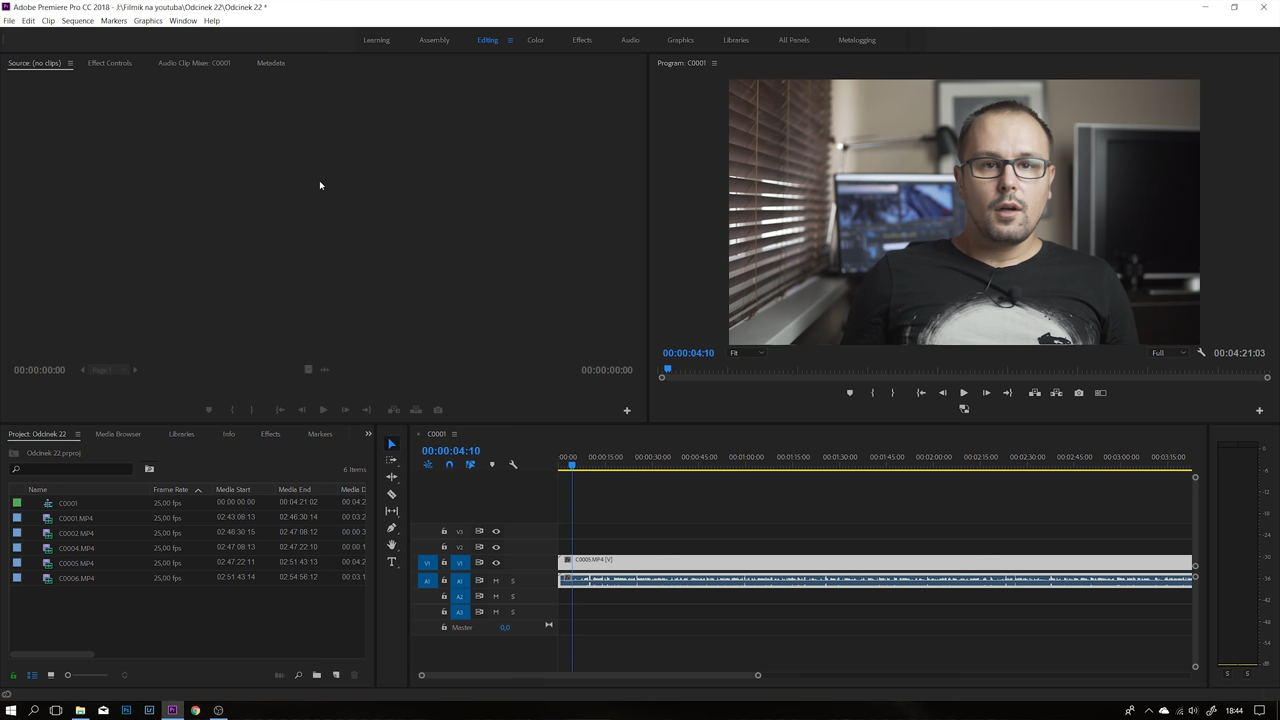 Adobe Premiere Pro CC 2018 - J:\Filmik na youtuba\Odcinek 22\Odcinek 22 *
File Edit Clip Sequence Markers Graphics Window Help
Learning Assembly Editing Color Effects Audio Graphics Libraries All Panels Metalogging
Source: (no clips) Effect Controls Audio Clip Mixer: C0001 Metadata
Program: C0001
00:00:04:10 Fit Full 00:04:21:03
00:00:00:00 Page 1 00:00:00:00
Project: Odcinek 22 Media Browser Libraries Info Effects Markers
Odcinek 22.prproj
6 Items
Name Frame Rate Media Start Media End Media D
C0001 25,00 fps 00:00:00:00 00:04:21:02 00:04:2
C0001.MP4 25,00 fps 02:43:08:13 02:46:30:14 00:03:2
C0002.MP4 25,00 fps 02:46:30:15 02:47:08:12 00:00:3
C0004.MP4 25,00 fps 02:47:08:13 02:47:22:10 00:00:1
C0005.MP4 25,00 fps 02:47:22:11 02:51:43:13 00:04:2
C0006.MP4 25,00 fps 02:51:43:14 02:54:56:12 00:03:1
C0001
00:00:04:10
:00:00 00:00:15:00 00:00:30:00 00:00:45:00 00:01:00:00 00:01:15:00 00:01:30:00 00:01:45:00 00:02:00:00 00:02:15:00 00:02:30:00 00:02:45:00 00:03:00:00 00:03:15:00
V3
V2
V1 V1 C0005.MP4 [V]
A1 A1 M S
A2 M S
A3 M S
Master 0,0
0
-6
-12
-18
-24
-30
-36
-42
-48
-54
dB
S S
18:44